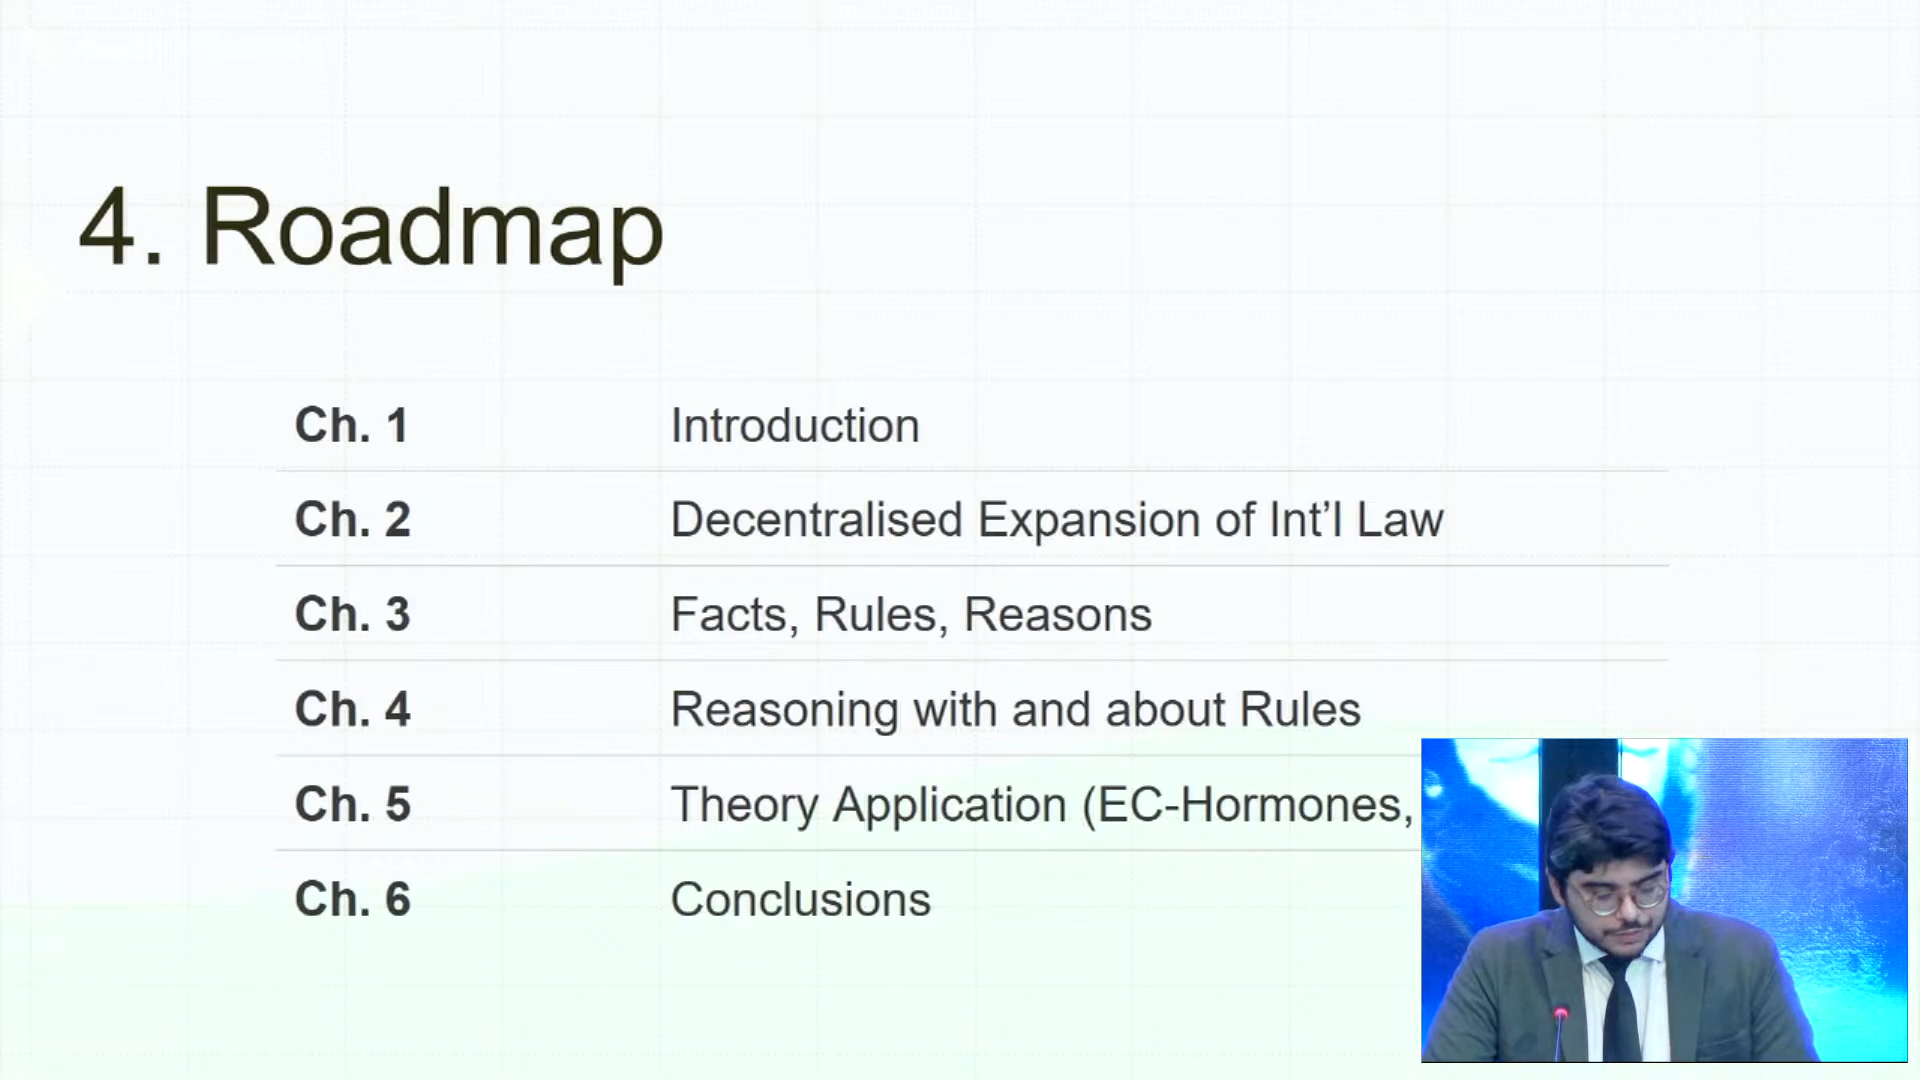 4. Roadmap
Ch. 1 Introduction
Ch. 2 Decentralised Expansion of Int’l Law
Ch. 3 Facts, Rules, Reasons
Ch. 4 Reasoning with and about Rules
Ch. 5 Theory Application (EC-Hormones,
Ch. 6 Conclusions